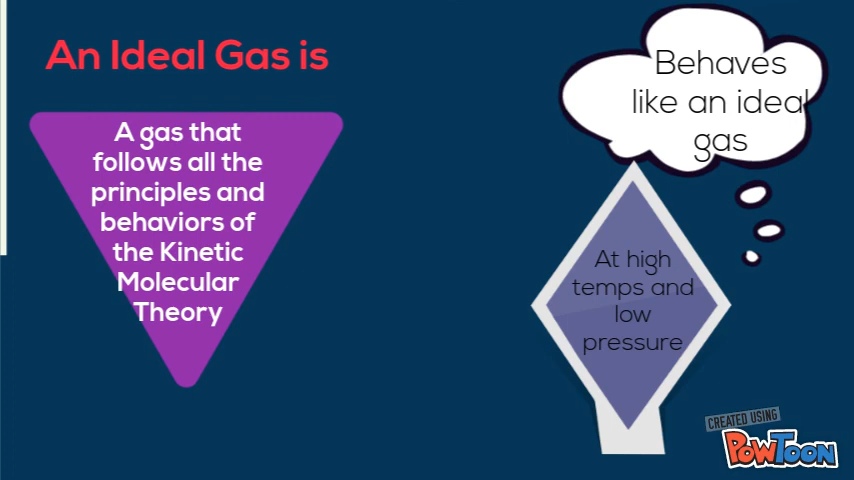 An Ideal Gas is
A gas that
follows all the
principles and
behaviors of
the Kinetic
Molecular
Theory
Behaves
like an ideal
gas
At high
temps and
low
pressure
CREATED USING
POWTOON